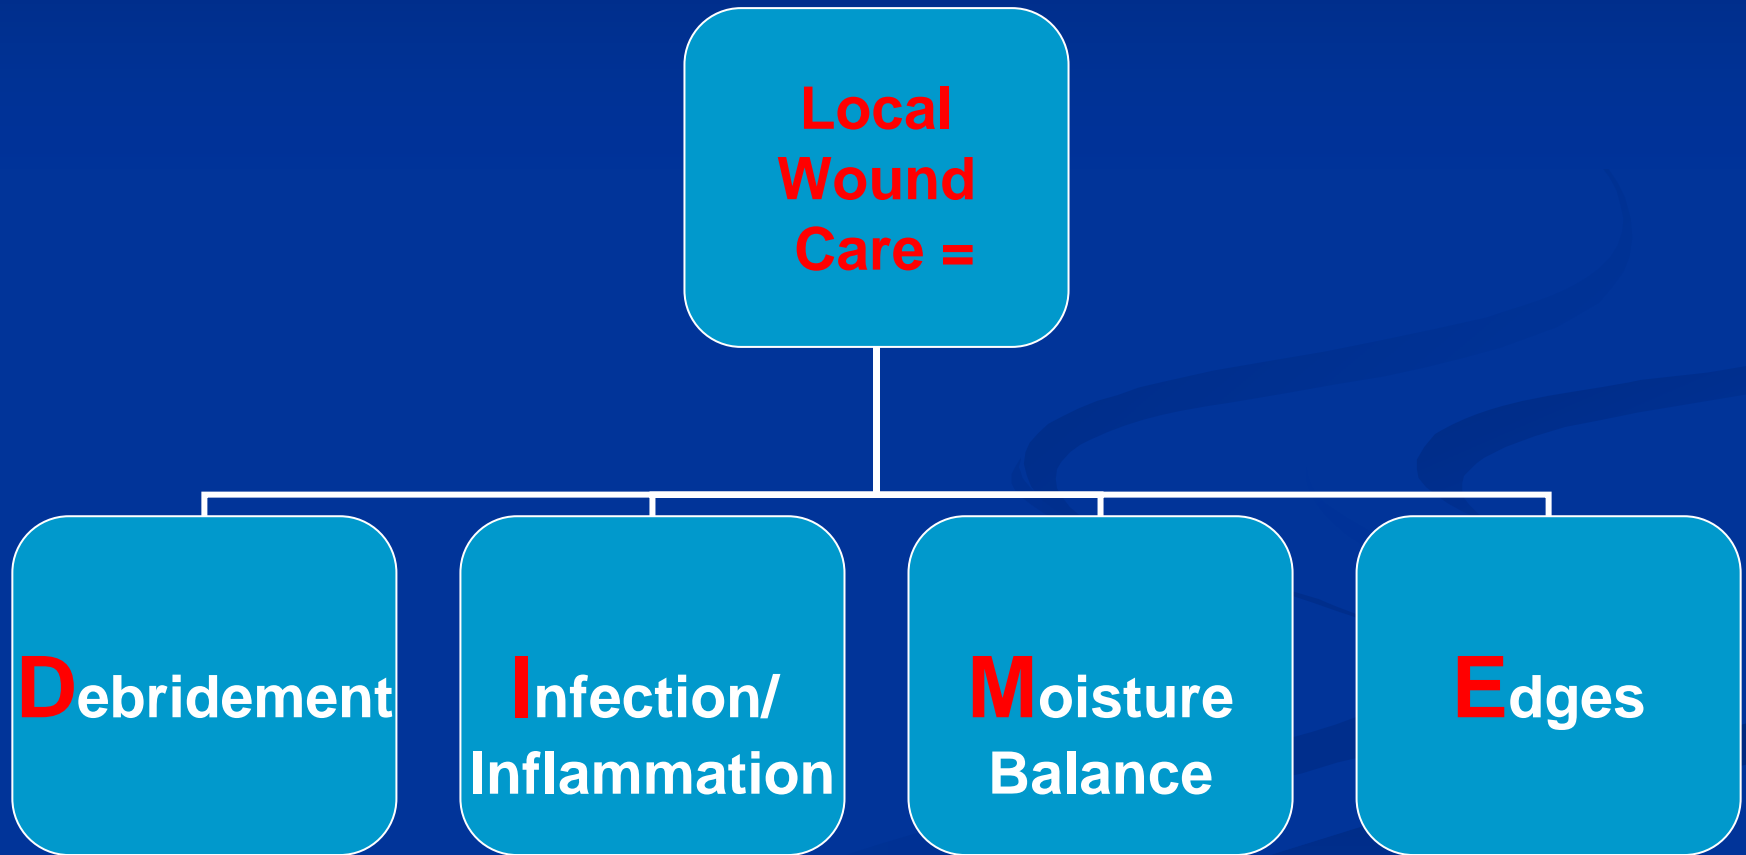 Local
Wound
Care =
Debridement
Infection/
Inflammation
Moisture
Balance
Edges